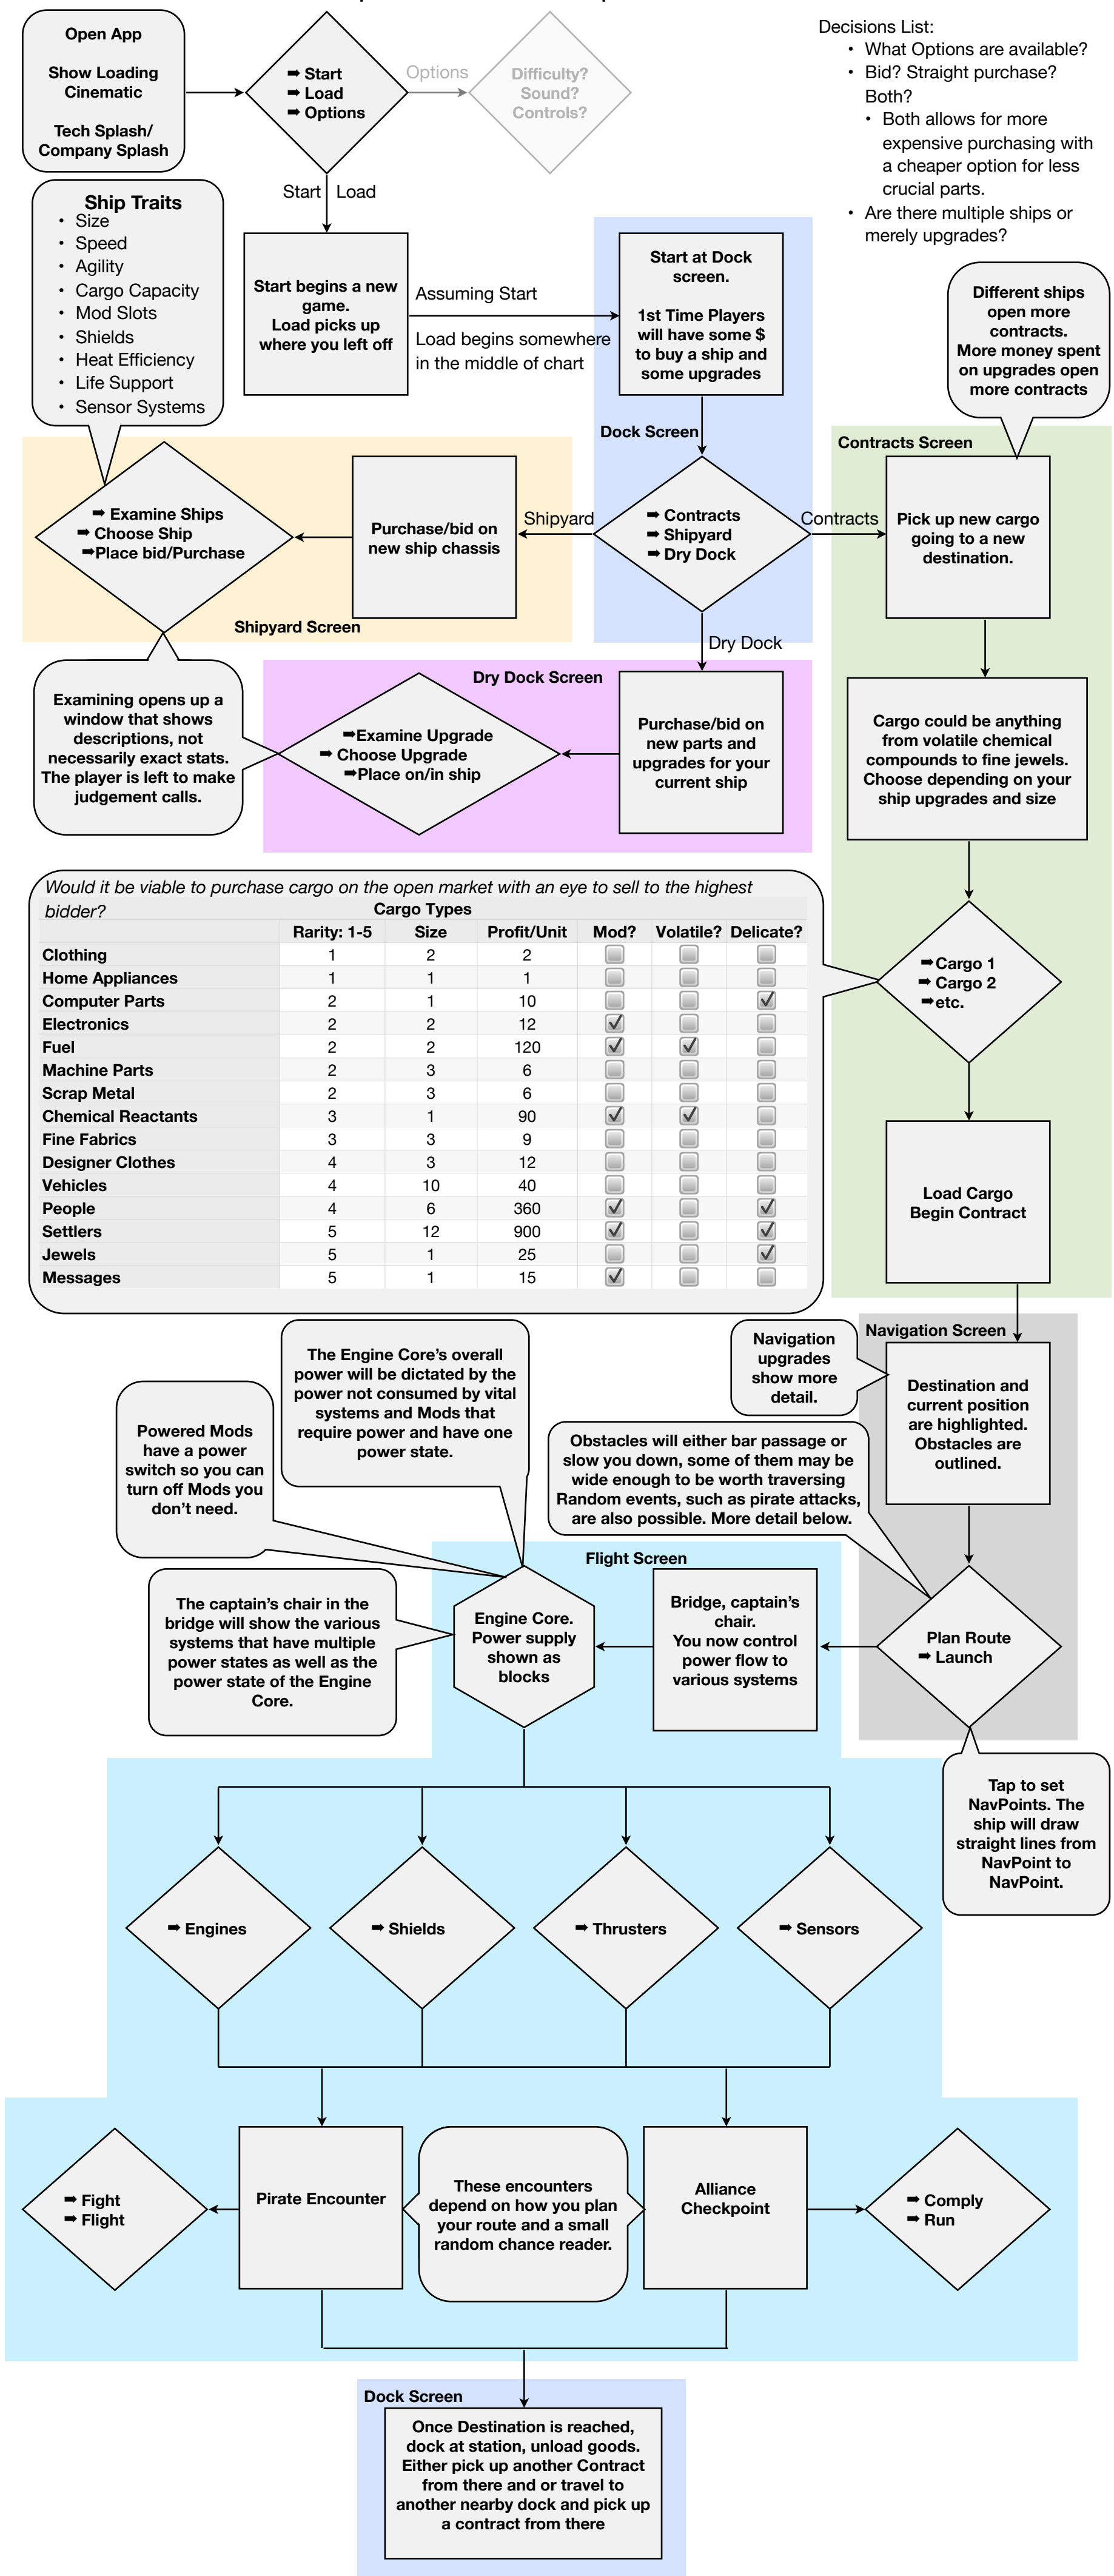 Open App
Show Loading
Cinematic
Tech Splash/
Company Splash
➡ Start
➡ Load
➡ Options
Options
Difficulty?
Sound?
Controls?
Decisions List:
• What Options are available?
• Bid? Straight purchase?
Both?
• Both allows for more
expensive purchasing with
a cheaper option for less
crucial parts.
• Are there multiple ships or
merely upgrades?
Ship Traits
• Size
• Speed
• Agility
• Cargo Capacity
• Mod Slots
• Shields
• Heat Efficiency
• Life Support
• Sensor Systems
Start
Load
Start begins a new
game.
Load picks up
where you left off
Assuming Start
Load begins somewhere
in the middle of chart
Start at Dock
screen.
1st Time Players
will have some $
to buy a ship and
some upgrades
Different ships
open more
contracts.
More money spent
on upgrades open
more contracts
Dock Screen
Contracts Screen
➡ Examine Ships
➡ Choose Ship
➡Place bid/Purchase
Purchase/bid on
new ship chassis
Shipyard
➡ Contracts
➡ Shipyard
➡ Dry Dock
Contracts
Pick up new cargo
going to a new
destination.
Shipyard Screen
Dry Dock
Examining opens up a
window that shows
descriptions, not
necessarily exact stats.
The player is left to make
judgement calls.
Dry Dock Screen
➡Examine Upgrade
➡ Choose Upgrade
➡Place on/in ship
Purchase/bid on
new parts and
upgrades for your
current ship
Cargo could be anything
from volatile chemical
compounds to fine jewels.
Choose depending on your
ship upgrades and size
Would it be viable to purchase cargo on the open market with an eye to sell to the highest
bidder?
Cargo Types
Rarity: 1-5 Size Profit/Unit Mod? Volatile? Delicate?
Clothing 1 2 2
Home Appliances 1 1 1
Computer Parts 2 1 10
Electronics 2 2 12
Fuel 2 2 120
Machine Parts 2 3 6
Scrap Metal 2 3 6
Chemical Reactants 3 1 90
Fine Fabrics 3 3 9
Designer Clothes 4 3 12
Vehicles 4 10 40
People 4 6 360
Settlers 5 12 900
Jewels 5 1 25
Messages 5 1 15
➡Cargo 1
➡ Cargo 2
➡etc.
Load Cargo
Begin Contract
Navigation Screen
Navigation
upgrades
show more
detail.
Destination and
current position
are highlighted.
Obstacles are
outlined.
The Engine Core's overall
power will be dictated by the
power not consumed by vital
systems and Mods that
require power and have one
power state.
Powered Mods
have a power
switch so you can
turn off Mods you
don't need.
Obstacles will either bar passage or
slow you down, some of them may be
wide enough to be worth traversing
Random events, such as pirate attacks,
are also possible. More detail below.
Flight Screen
The captain's chair in the
bridge will show the various
systems that have multiple
power states as well as the
power state of the Engine
Core.
Engine Core.
Power supply
shown as
blocks
Bridge, captain's
chair.
You now control
power flow to
various systems
Plan Route
➡ Launch
Tap to set
NavPoints. The
ship will draw
straight lines from
NavPoint to
NavPoint.
➡ Engines
➡ Shields
➡ Thrusters
➡ Sensors
➡ Fight
➡ Flight
Pirate Encounter
These encounters
depend on how you plan
your route and a small
random chance reader.
Alliance
Checkpoint
➡ Comply
➡ Run
Dock Screen
Once Destination is reached,
dock at station, unload goods.
Either pick up another Contract
from there and or travel to
another nearby dock and pick up
a contract from there